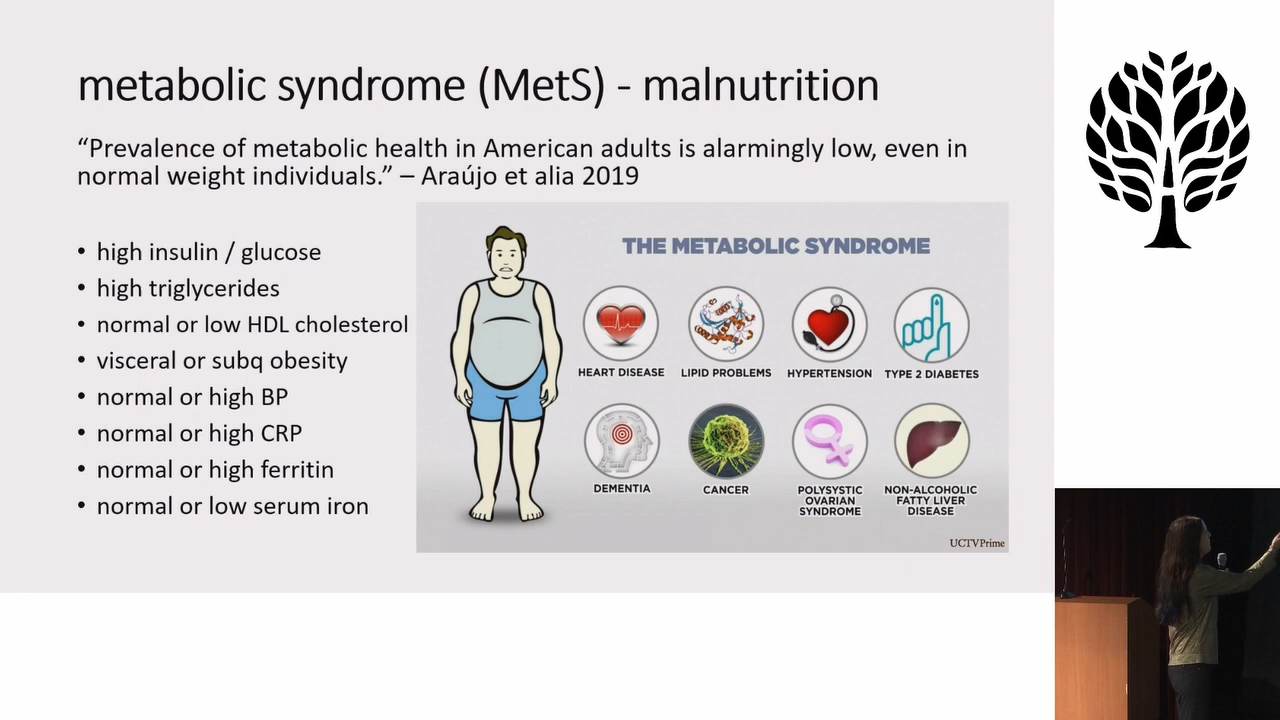 metabolic syndrome (MetS) - malnutrition
“Prevalence of metabolic health in American adults is alarmingly low, even in
normal weight individuals.” – Araújo et alia 2019
• high insulin / glucose
• high triglycerides
• normal or low HDL cholesterol
• visceral or subq obesity
• normal or high BP
• normal or high CRP
• normal or high ferritin
• normal or low serum iron
THE METABOLIC SYNDROME
HEART DISEASE
LIPID PROBLEMS
HYPERTENSION
TYPE 2 DIABETES
DEMENTIA
CANCER
POLYSYSTIC
OVARIAN
SYNDROME
NON-ALCOHOLIC
FATTY LIVER
DISEASE
UCTVPrime